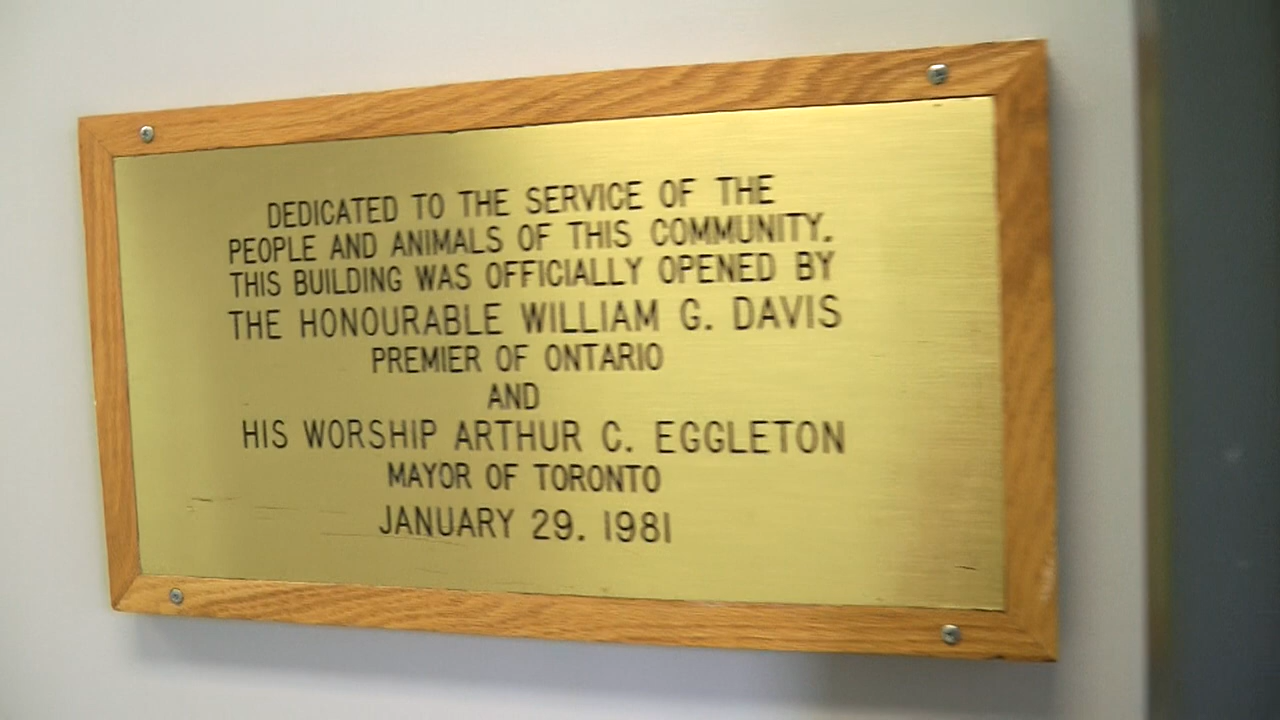 DEDICATED TO THE SERVICE OF THE
PEOPLE AND ANIMALS OF THIS COMMUNITY.
THIS BUILDING WAS OFFICIALLY OPENED BY
THE HONOURABLE WILLIAM G. DAVIS
PREMIER OF ONTARIO
AND
HIS WORSHIP ARTHUR C. EGGLETON
MAYOR OF TORONTO
JANUARY 29. 1981